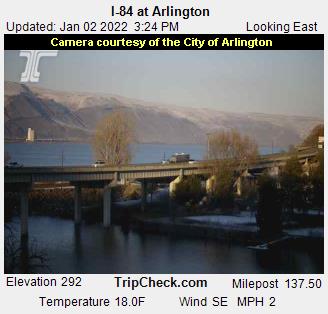 I-84 at Arlington
Updated: Jan 02 2022 3:24 PM Looking East
Camera courtesy of the City of Arlington
Elevation 292 TripCheck.com Milepost 137.50
Temperature 18.0F Wind SE MPH 2